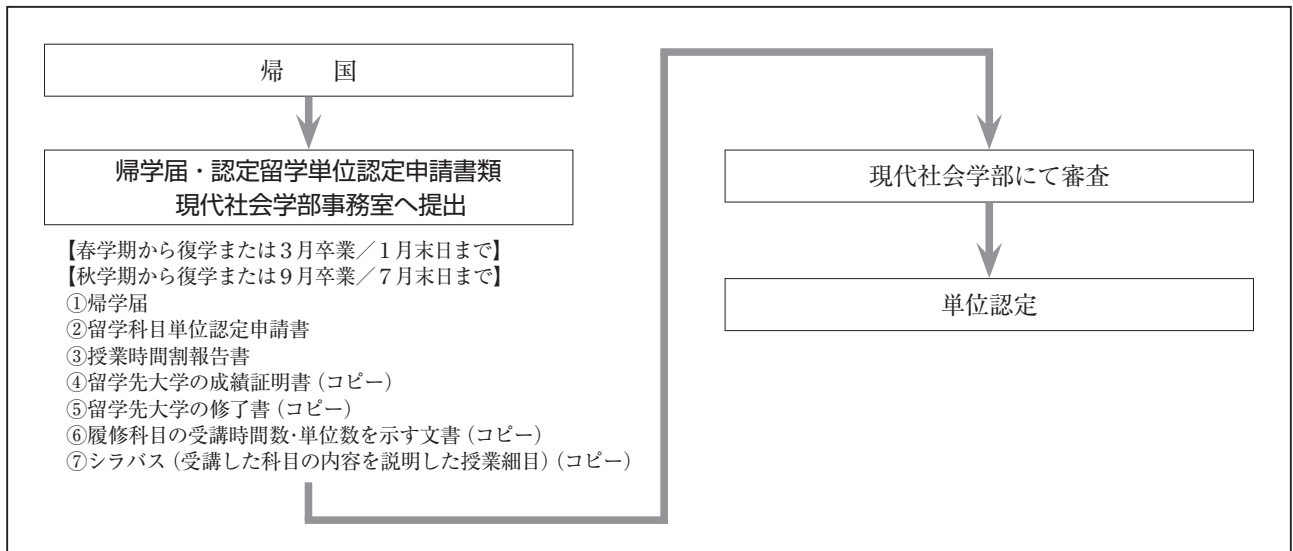 帰　国
帰学届・認定留学単位認定申請書類
現代社会学部事務室へ提出
【春学期から復学または３月卒業／１月末日まで】
【秋学期から復学または９月卒業／７月末日まで】
①帰学届
②留学科目単位認定申請書
③授業時間割報告書
④留学先大学の成績証明書（コピー）
⑤留学先大学の修了書（コピー）
⑥履修科目の受講時間数・単位数を示す文書（コピー）
⑦シラバス（受講した科目の内容を説明した授業細目）（コピー）
現代社会学部にて審査
単位認定